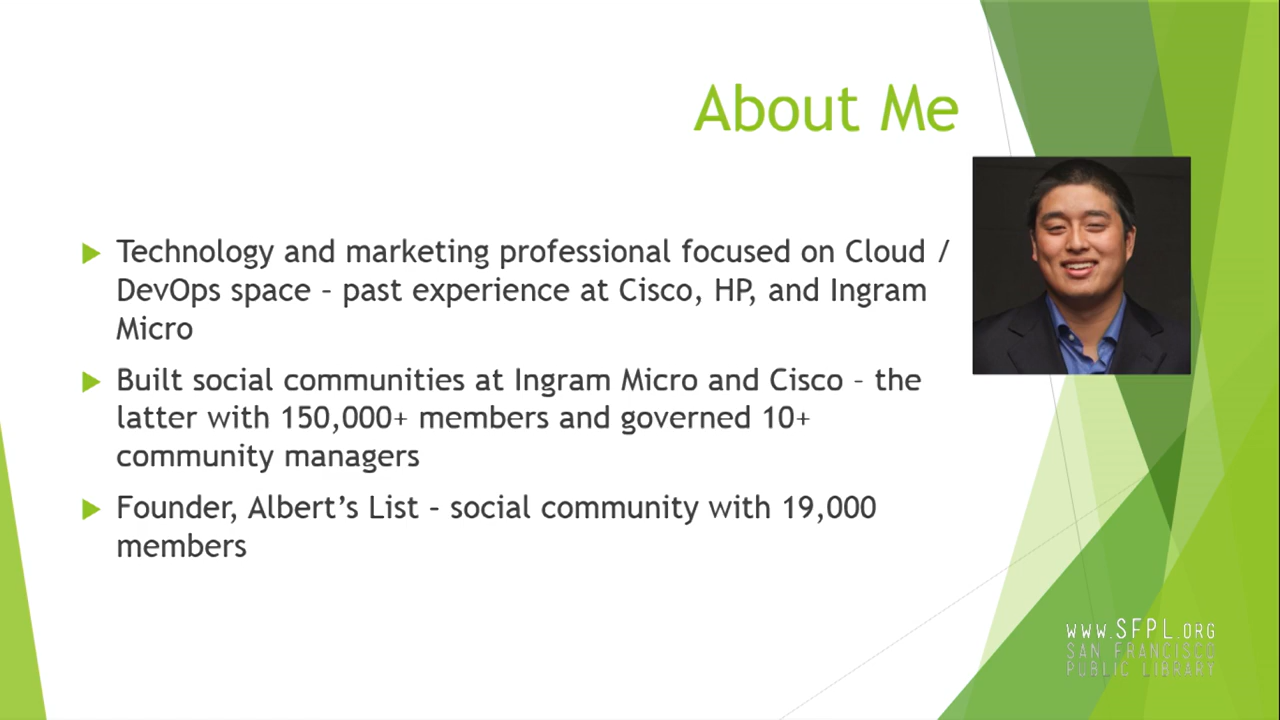 About Me
Technology and marketing professional focused on Cloud /
DevOps space – past experience at Cisco, HP, and Ingram
Micro
Built social communities at Ingram Micro and Cisco – the
latter with 150,000+ members and governed 10+
community managers
Founder, Albert’s List – social community with 19,000
members
WWW.SFPL.ORG
SAN FRANCISCO
PUBLIC LIBRARY